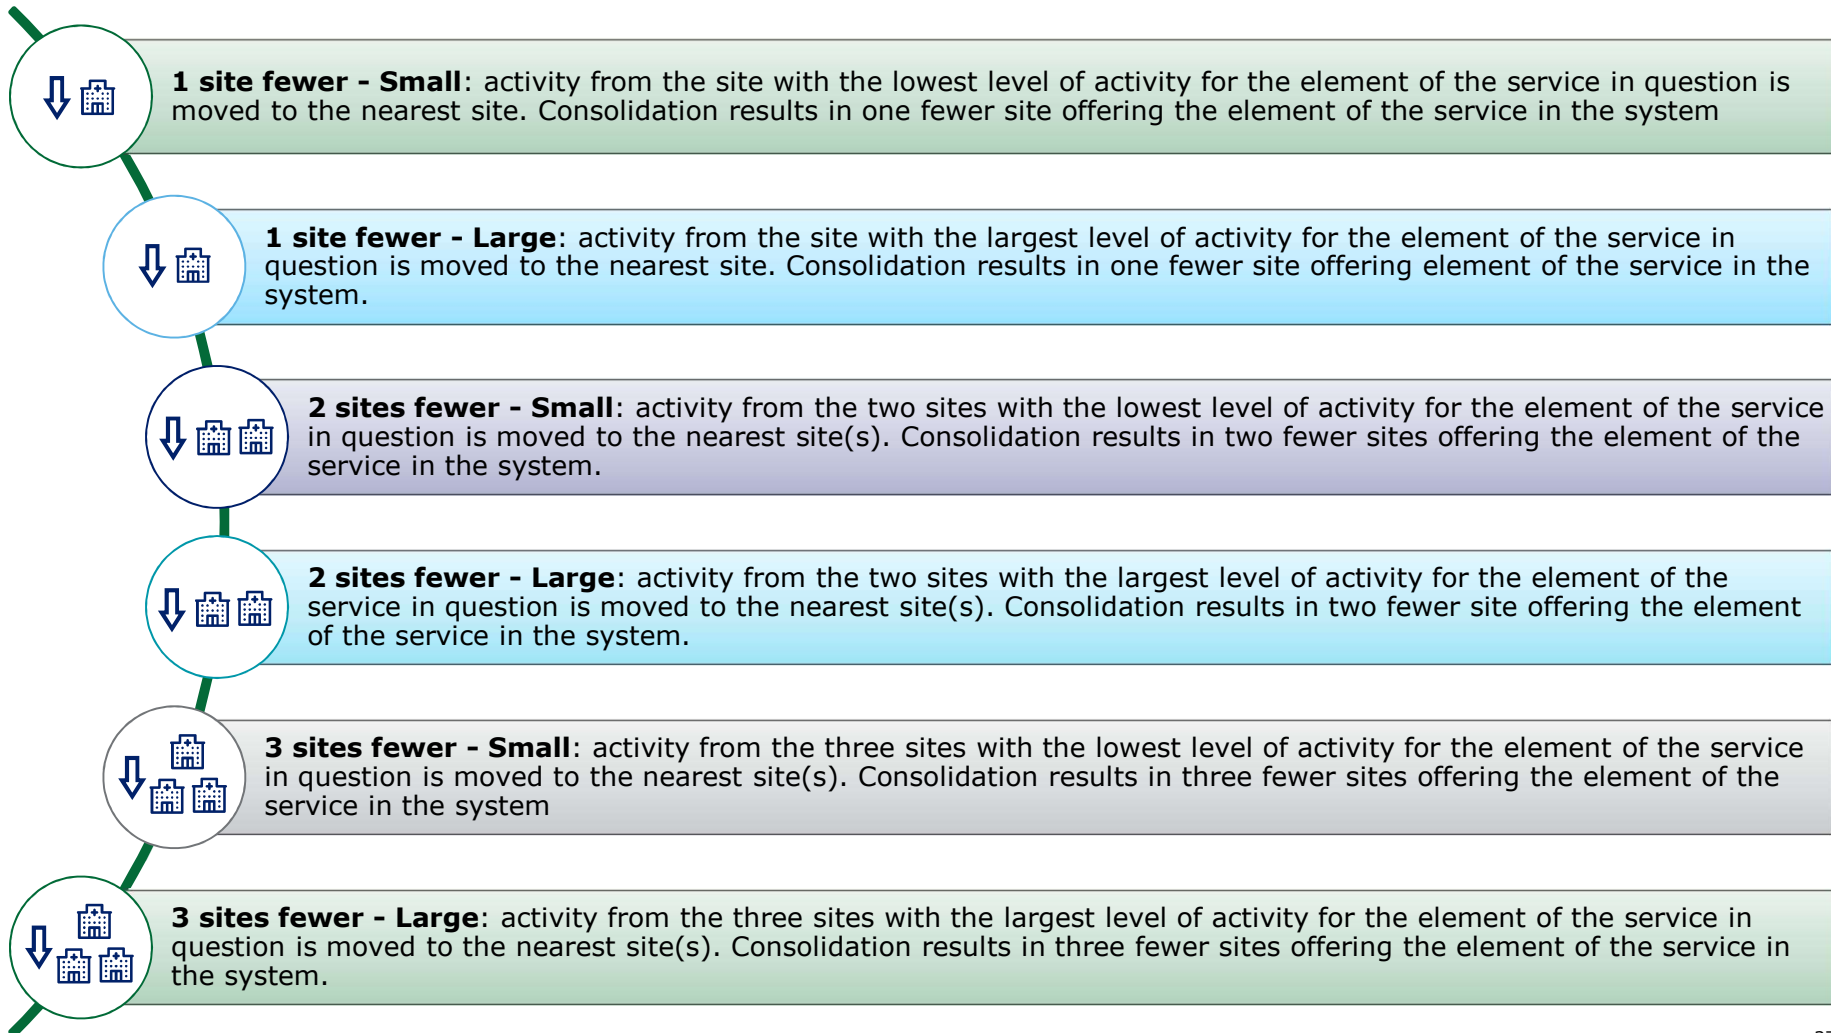 1 site fewer - Small: activity from the site with the lowest level of activity for the element of the service in question is
moved to the nearest site. Consolidation results in one fewer site offering the element of the service in the system
1 site fewer - Large: activity from the site with the largest level of activity for the element of the service in
question is moved to the nearest site. Consolidation results in one fewer site offering element of the service in the
system.
2 sites fewer - Small: activity from the two sites with the lowest level of activity for the element of the service
in question is moved to the nearest site(s). Consolidation results in two fewer sites offering the element of the
service in the system.
2 sites fewer - Large: activity from the two sites with the largest level of activity for the element of the
service in question is moved to the nearest site(s). Consolidation results in two fewer site offering the element
of the service in the system.
3 sites fewer - Small: activity from the three sites with the lowest level of activity for the element of the service
in question is moved to the nearest site(s). Consolidation results in three fewer sites offering the element of the
service in the system
3 sites fewer - Large: activity from the three sites with the largest level of activity for the element of the service in
question is moved to the nearest site(s). Consolidation results in three fewer sites offering the element of the service in
the system.